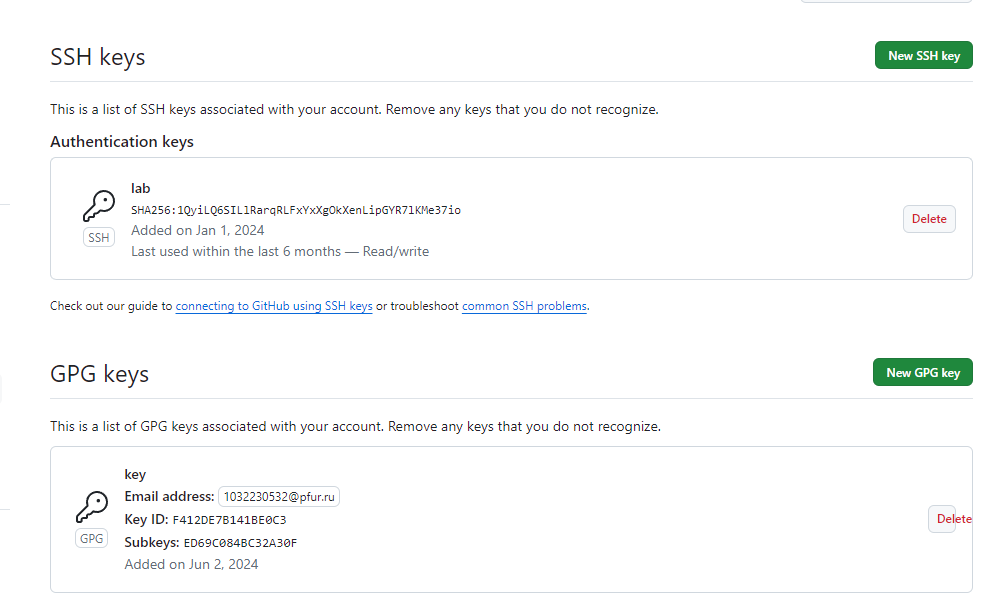 SSH keys
New SSH key
This is a list of SSH keys associated with your account. Remove any keys that you do not recognize.
Authentication keys
lab
SHA256:1QyiLQ6SIL1RarqRLFxYxXgOkXenLipGYR7lKMe37io
Added on Jan 1, 2024
Last used within the last 6 months — Read/write
SSH
Delete
Check out our guide to connecting to GitHub using SSH keys or troubleshoot common SSH problems.
GPG keys
New GPG key
This is a list of GPG keys associated with your account. Remove any keys that you do not recognize.
key
Email address: 1032230532@pfur.ru
Key ID: F412DE7B141BE0C3
Subkeys: ED69C084BC32A30F
Added on Jun 2, 2024
GPG
Delete